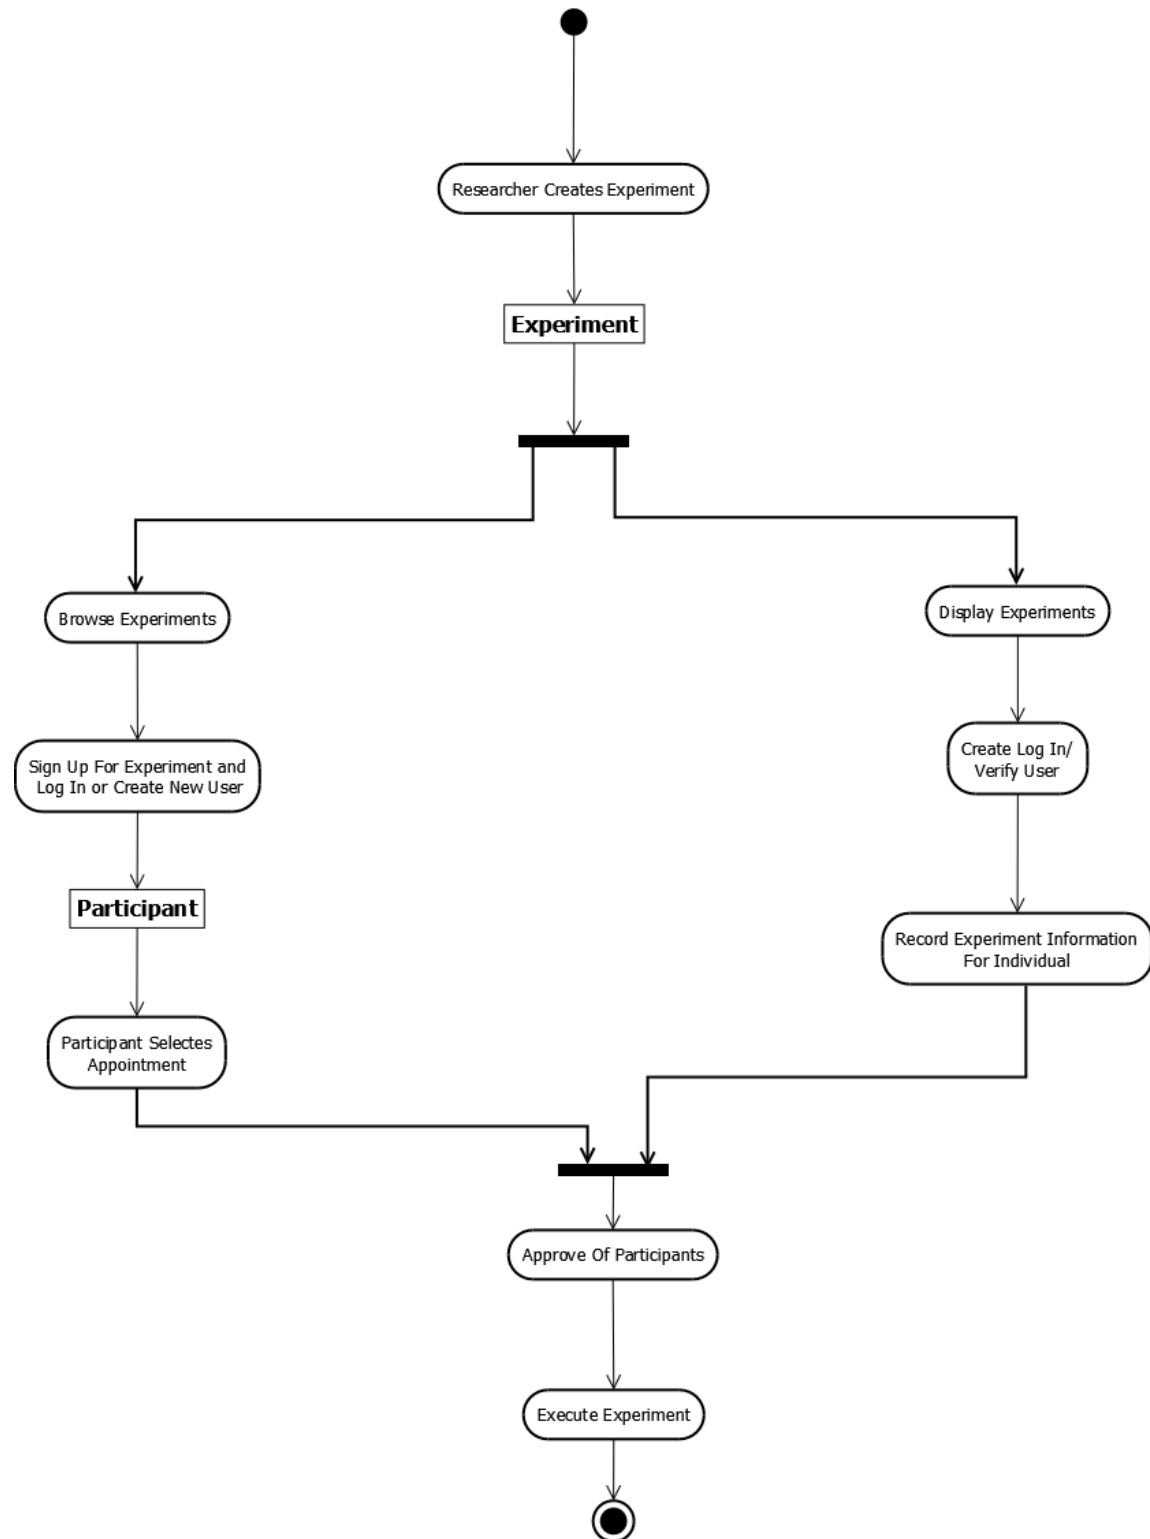 Researcher Creates Experiment
Experiment
Browse Experiments
Sign Up For Experiment and
Log In or Create New User
Participant
Participant Selectes
Appointment
Display Experiments
Create Log In/
Verify User
Record Experiment Information
For Individual
Approve Of Participants
Execute Experiment